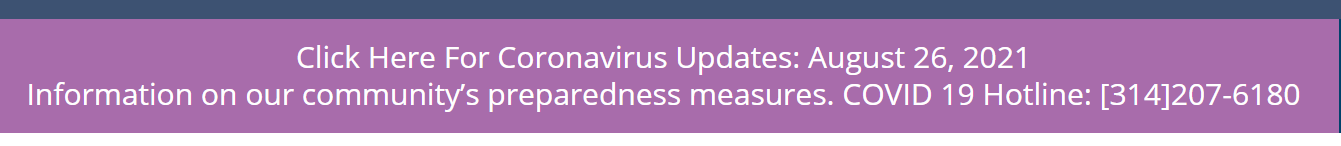 Click Here For Coronavirus Updates: August 26, 2021
Information on our community’s preparedness measures. COVID 19 Hotline: [314]207-6180